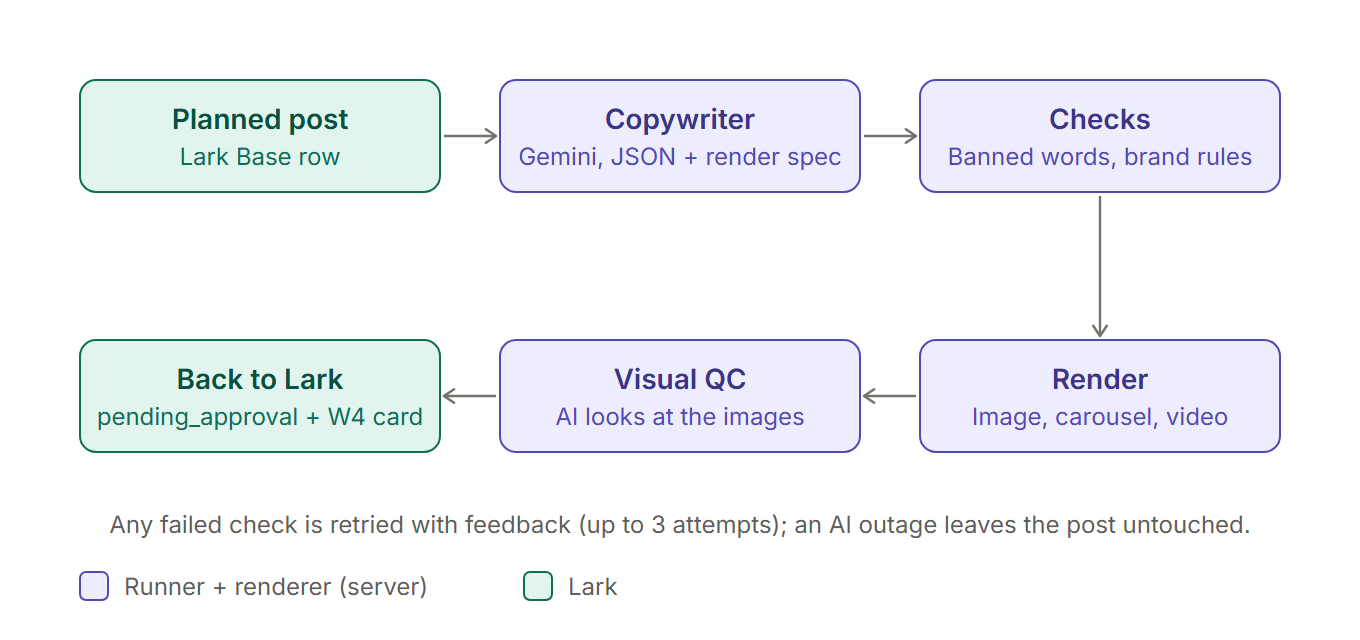 Planned post
Lark Base row
Copywriter
Gemini, JSON + render spec
Checks
Banned words, brand rules
Back to Lark
pending_approval + W4 card
Visual QC
AI looks at the images
Render
Image, carousel, video
Any failed check is retried with feedback (up to 3 attempts); an AI outage leaves the post untouched.
Runner + renderer (server)
Lark